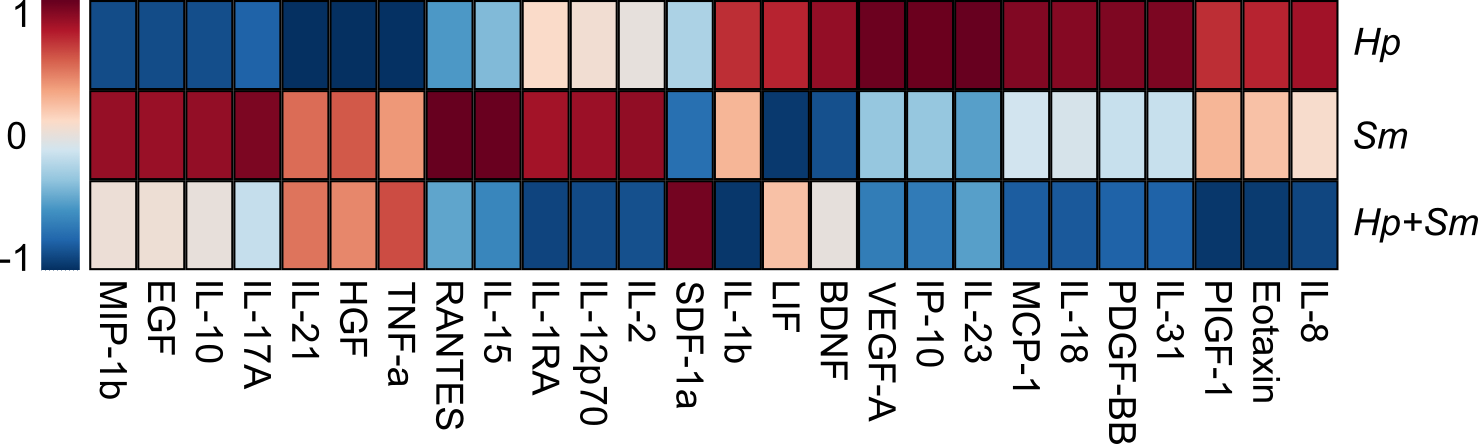 1
0
-1
Hp
Sm
Hp+Sm
MIP-1b
EGF
IL-10
IL-17A
IL-21
HGF
TNF-a
RANTES
IL-15
IL-1RA
IL-12p70
IL-2
SDF-1a
IL-1b
LIF
BDNF
VEGF-A
IP-10
IL-23
MCP-1
IL-18
PDGF-BB
IL-31
PIGF-1
Eotaxin
IL-8